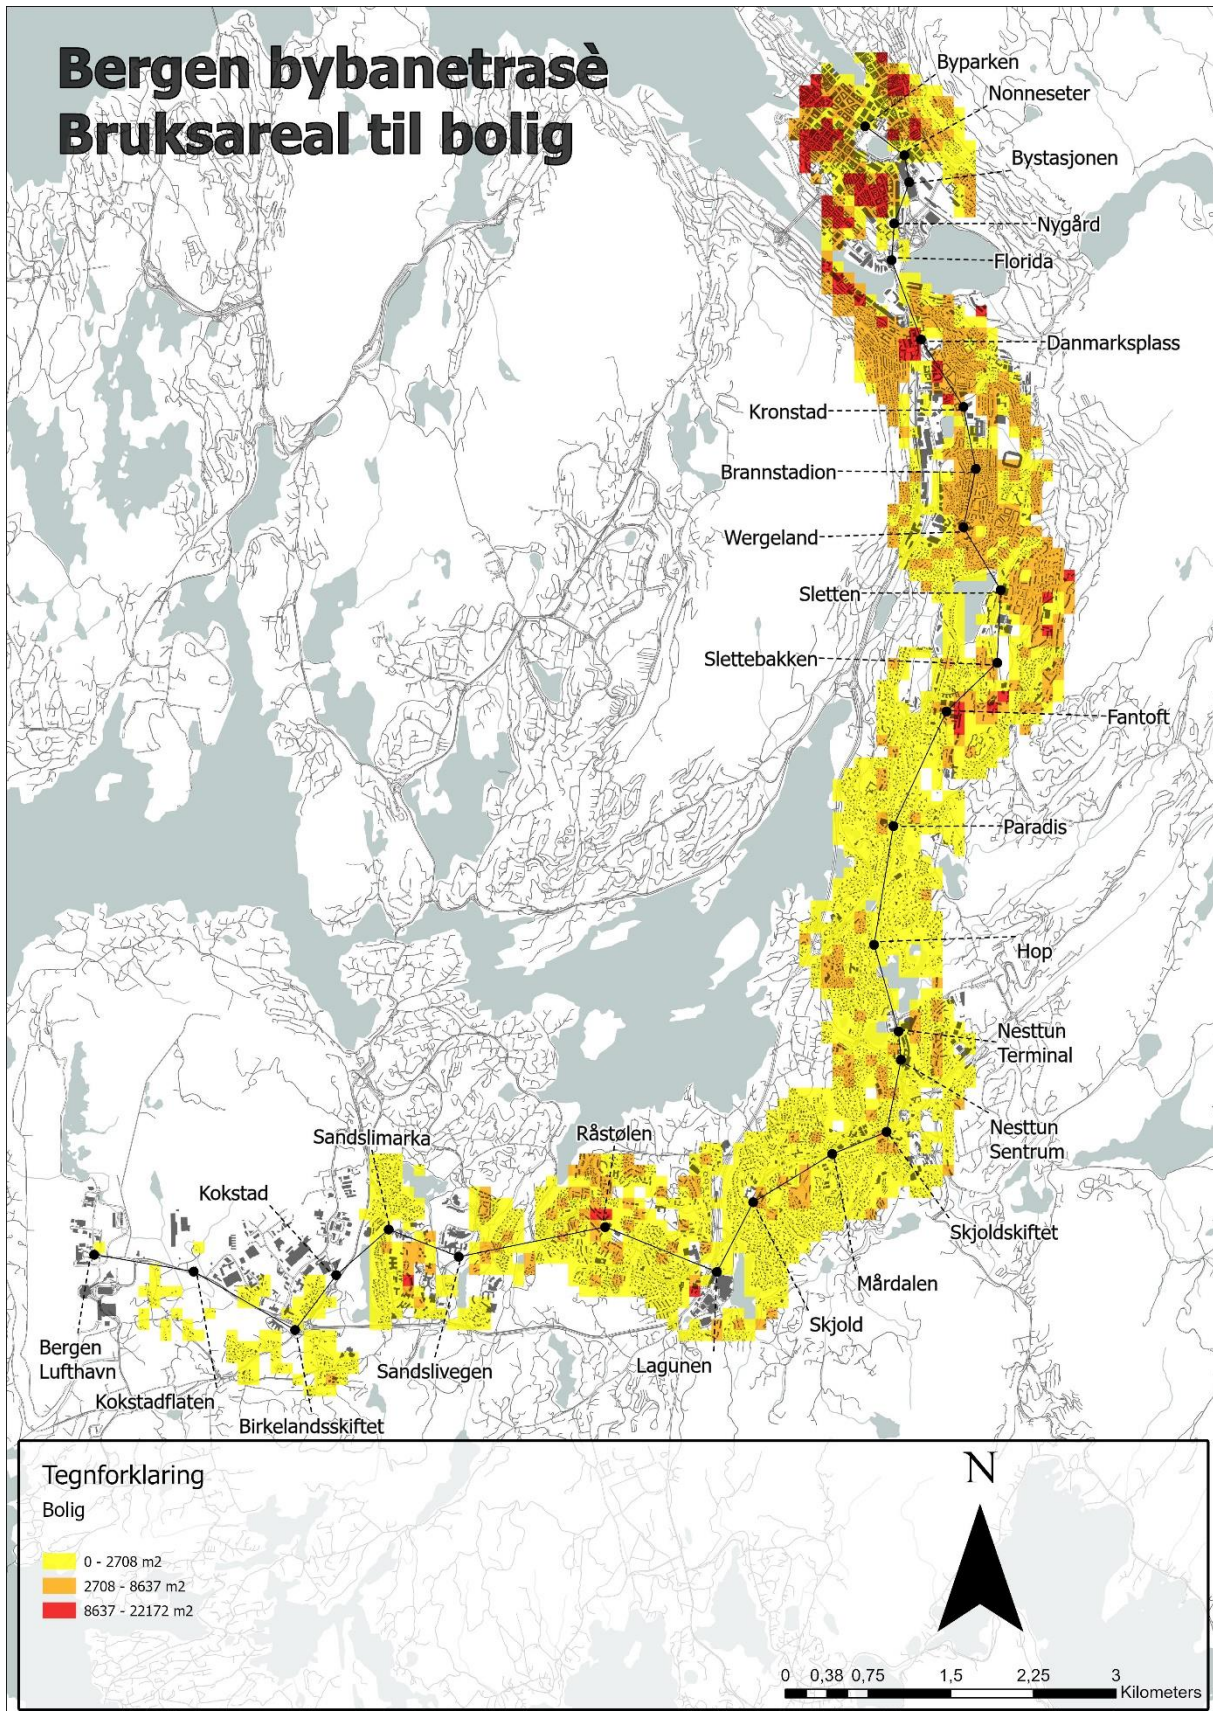 Bergen bybanetrasè
Bruksareal til bolig
Byparken
Nonneseter
Bystasjonen
Nygård
Florida
Danmarksplass
Kronstad
Brannstadion
Wergeland
Sletten
Slettebakken
Fantoft
Paradis
Hop
Nesttun
Terminal
Nesttun
Sentrum
Sandslimarka
Råstølen
Kokstad
Skjoldskiftet
Mårdalen
Skjold
Bergen
Lufthavn
Lagunen
Sandslivegen
Kokstadflaten
Birkelandsskiftet
Tegnforklaring
Bolig
0 - 2708 m2
2708 - 8637 m2
8637 - 22172 m2
N
0 0,38 0,75 1,5 2,25 3
Kilometers